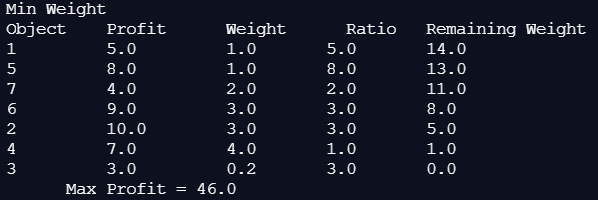 Min Weight
Object Profit Weight Ratio Remaining Weight
1 5.0 1.0 5.0 14.0
5 8.0 1.0 8.0 13.0
7 4.0 2.0 2.0 11.0
6 9.0 3.0 3.0 8.0
2 10.0 3.0 3.0 5.0
4 7.0 4.0 1.0 1.0
3 3.0 0.2 3.0 0.0
Max Profit = 46.0